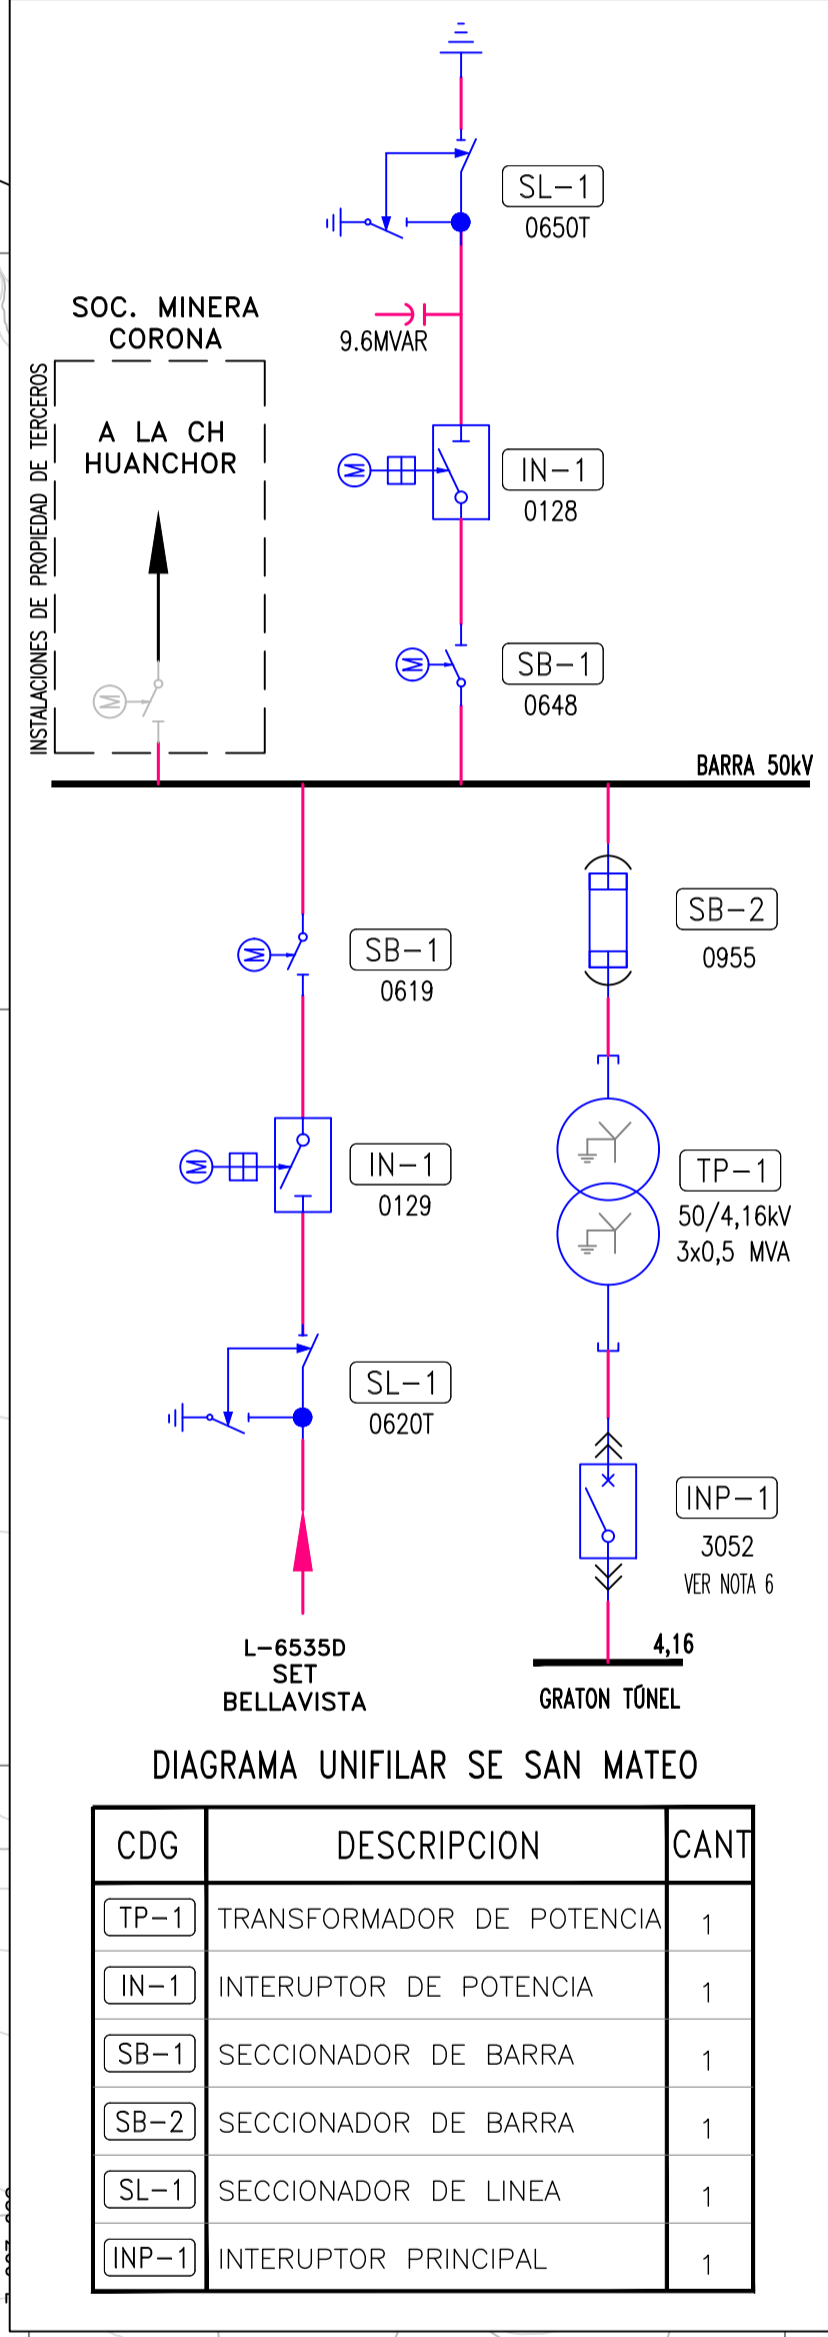 SL-1
0650T
SOC. MINERA
CORONA
9.6MVAR
INSTALACIONES DE PROPIEDAD DE TERCEROS
A LA CH
HUANCHOR
M
IN-1
0128
M
SB-1
0648
M
BARRA 50kV
M
SB-1
0619
SB-2
0955
M
IN-1
0129
TP-1
50/4,16kV
3x0,5 MVA
SL-1
0620T
INP-1
3052
VER NOTA 6
L-6535D
SET
BELLAVISTA
4,16
GRATON TÚNEL
DIAGRAMA UNIFILAR SE SAN MATEO
CDG DESCRIPCION CANT
TP-1 TRANSFORMADOR DE POTENCIA 1
IN-1 INTERUPTOR DE POTENCIA 1
SB-1 SECCIONADOR DE BARRA 1
SB-2 SECCIONADOR DE BARRA 1
SL-1 SECCIONADOR DE LINEA 1
INP-1 INTERUPTOR PRINCIPAL 1